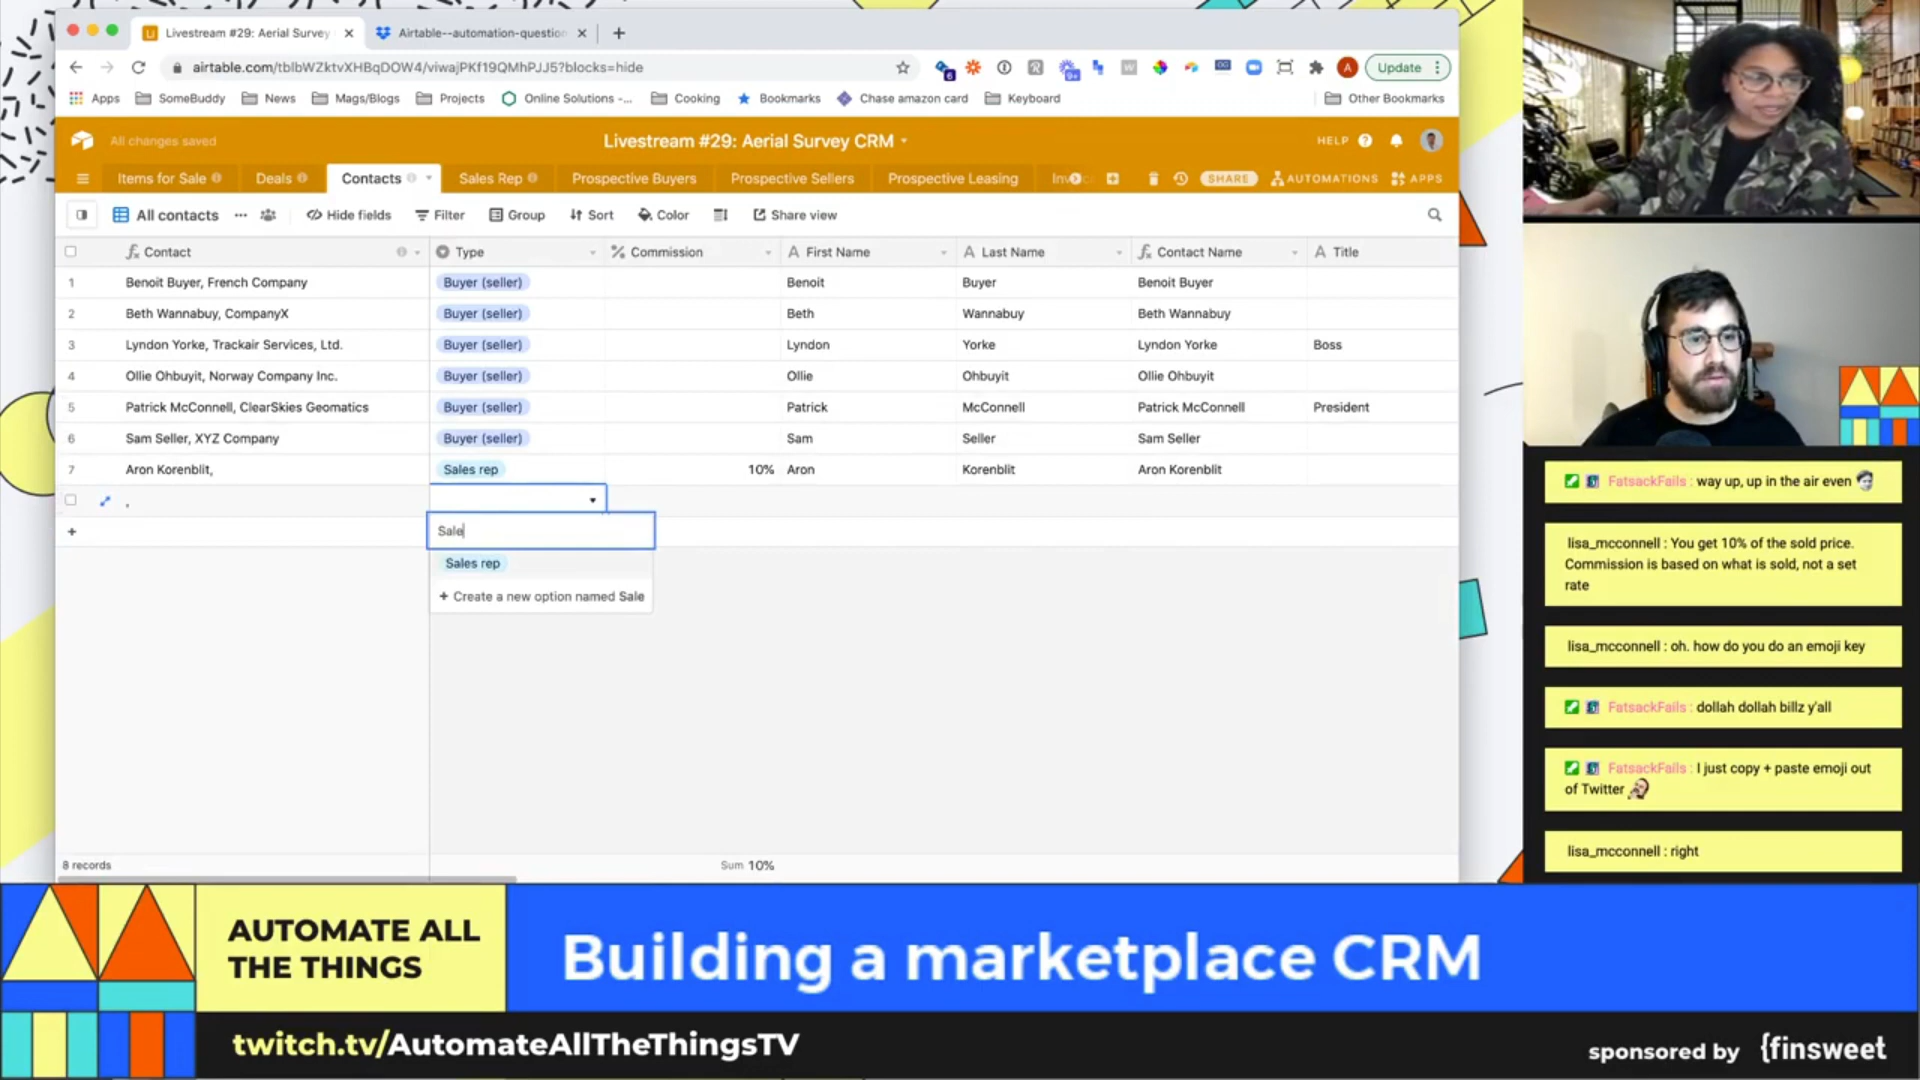 Livestream #29: Aerial Survey
Airtable--automation-question
airtable.com/tblbWZktvXHBqDOW4/viwajPKf19QMhPJJ5?blocks=hide
6
9+
A
Update
Apps
SomeBuddy
News
Mags/Blogs
Projects
Online Solutions -...
Cooking
Bookmarks
Chase amazon card
Keyboard
Other Bookmarks
All changes saved
Livestream #29: Aerial Survey CRM
HELP
Items for Sale
Deals
Contacts
Sales Rep
Prospective Buyers
Prospective Sellers
Prospective Leasing
SHARE
AUTOMATIONS
APPS
All contacts
Hide fields
Filter
Group
Sort
Color
Share view
Contact Type Commission First Name Last Name Contact Name Title
1 Benoit Buyer, French Company Buyer (seller) Benoit Buyer Benoit Buyer
2 Beth Wannabuy, CompanyX Buyer (seller) Beth Wannabuy Beth Wannabuy
3 Lyndon Yorke, Trackair Services, Ltd. Buyer (seller) Lyndon Yorke Lyndon Yorke Boss
4 Ollie Ohbuyit, Norway Company Inc. Buyer (seller) Ollie Ohbuyit Ollie Ohbuyit
5 Patrick McConnell, ClearSkies Geomatics Buyer (seller) Patrick McConnell Patrick McConnell President
6 Sam Seller, XYZ Company Buyer (seller) Sam Seller Sam Seller
7 Aron Korenblit, Sales rep 10% Aron Korenblit Aron Korenblit
,
+ Sale
Sales rep
+ Create a new option named Sale
8 records Sum 10%
FatsackFails : way up, up in the air even
lisa_mcconnell : You get 10% of the sold price.
Commission is based on what is sold, not a set
rate
lisa_mcconnell : oh. how do you do an emoji key
FatsackFails : dollah dollah billz y'all
FatsackFails : I just copy + paste emoji out
of Twitter
lisa_mcconnell : right
AUTOMATE ALL
THE THINGS
Building a marketplace CRM
twitch.tv/AutomateAllTheThingsTV
sponsored by {finsweet